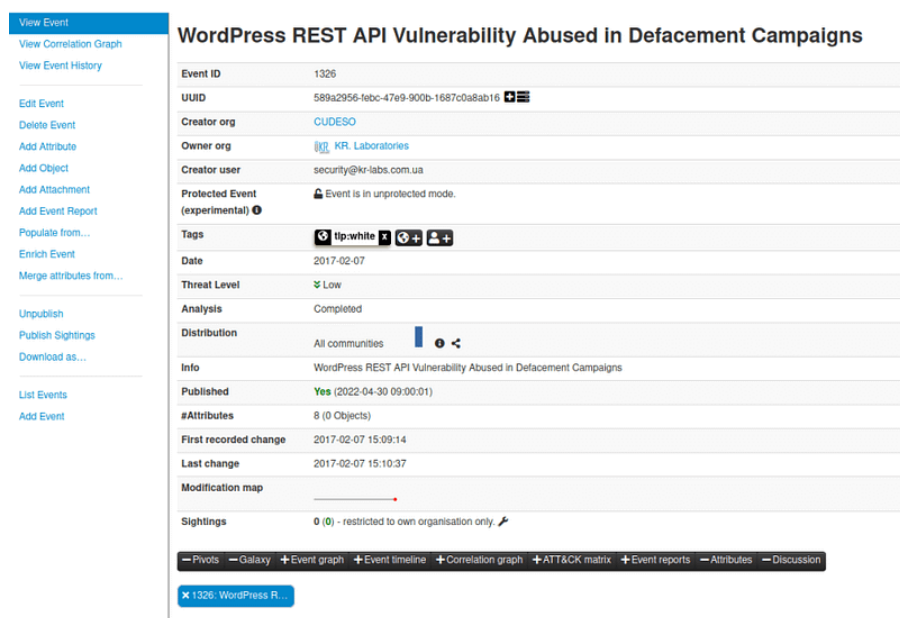 View Event
View Correlation Graph
View Event History
Edit Event
Delete Event
Add Attribute
Add Object
Add Attachment
Add Event Report
Populate from...
Enrich Event
Merge attributes from...
Unpublish
Publish Sightings
Download as...
List Events
Add Event
WordPress REST API Vulnerability Abused in Defacement Campaigns
Event ID 1326
UUID 589a2956-febc-47e9-900b-1687c0a8ab16
Creator org CUDESO
Owner org KR. Laboratories
Creator user security@kr-labs.com.ua
Protected Event Event is in unprotected mode.
(experimental)
Tags tlp:white x
Date 2017-02-07
Threat Level Low
Analysis Completed
Distribution All communities
Info WordPress REST API Vulnerability Abused in Defacement Campaigns
Published Yes (2022-04-30 09:00:01)
#Attributes 8 (0 Objects)
First recorded change 2017-02-07 15:09:14
Last change 2017-02-07 15:10:37
Modification map
Sightings 0 (0) - restricted to own organisation only.
Pivots Galaxy Event graph Event timeline Correlation graph ATT&CK matrix Event reports Attributes Discussion
1326: WordPress R...